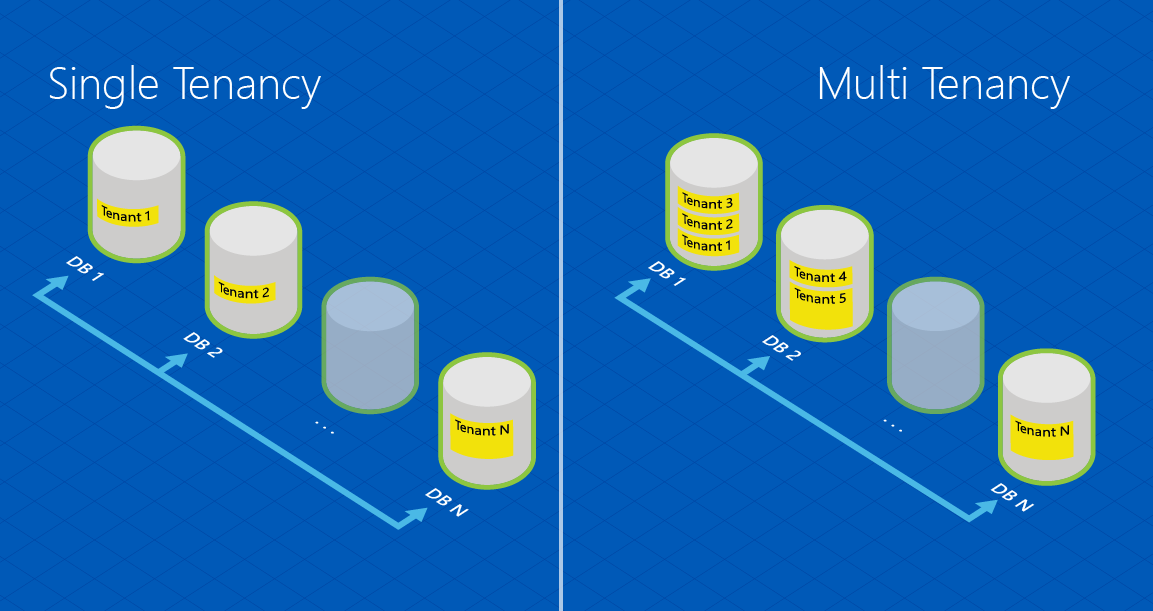 Single Tenancy
Tenant 1
DB 1
Tenant 2
DB 2
...
Tenant N
DB N
Multi Tenancy
Tenant 3
Tenant 2
Tenant 1
DB 1
Tenant 4
Tenant 5
DB 2
...
Tenant N
DB N